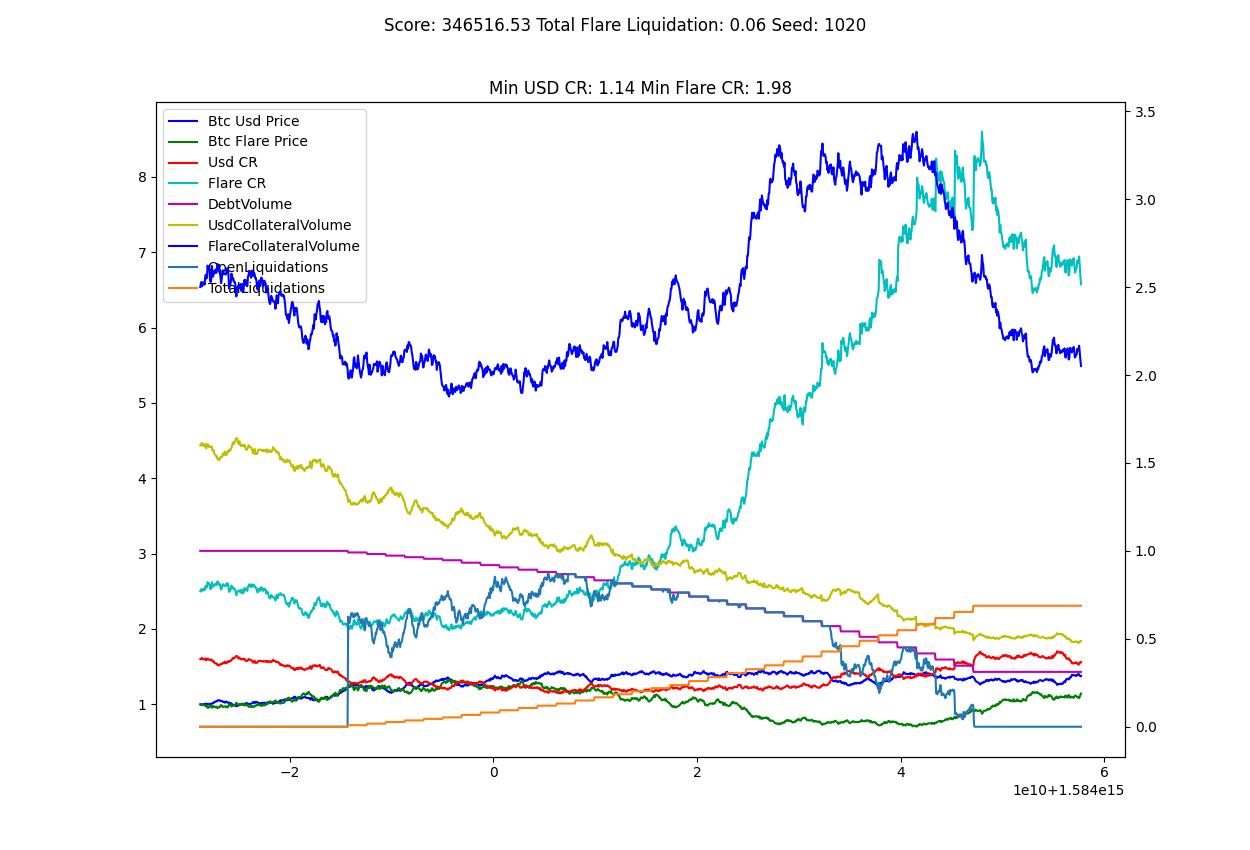 Score: 346516.53 Total Flare Liquidation: 0.06 Seed: 1020
Min USD CR: 1.14 Min Flare CR: 1.98
Btc Usd Price
Btc Flare Price
Usd CR
Flare CR
DebtVolume
UsdCollateralVolume
FlareCollateralVolume
OpenLiquidations
TotalLiquidations
8
7
6
5
4
3
2
1
3.5
3.0
2.5
2.0
1.5
1.0
0.5
0.0
−2 0 2 4 6
1e10+1.584e15